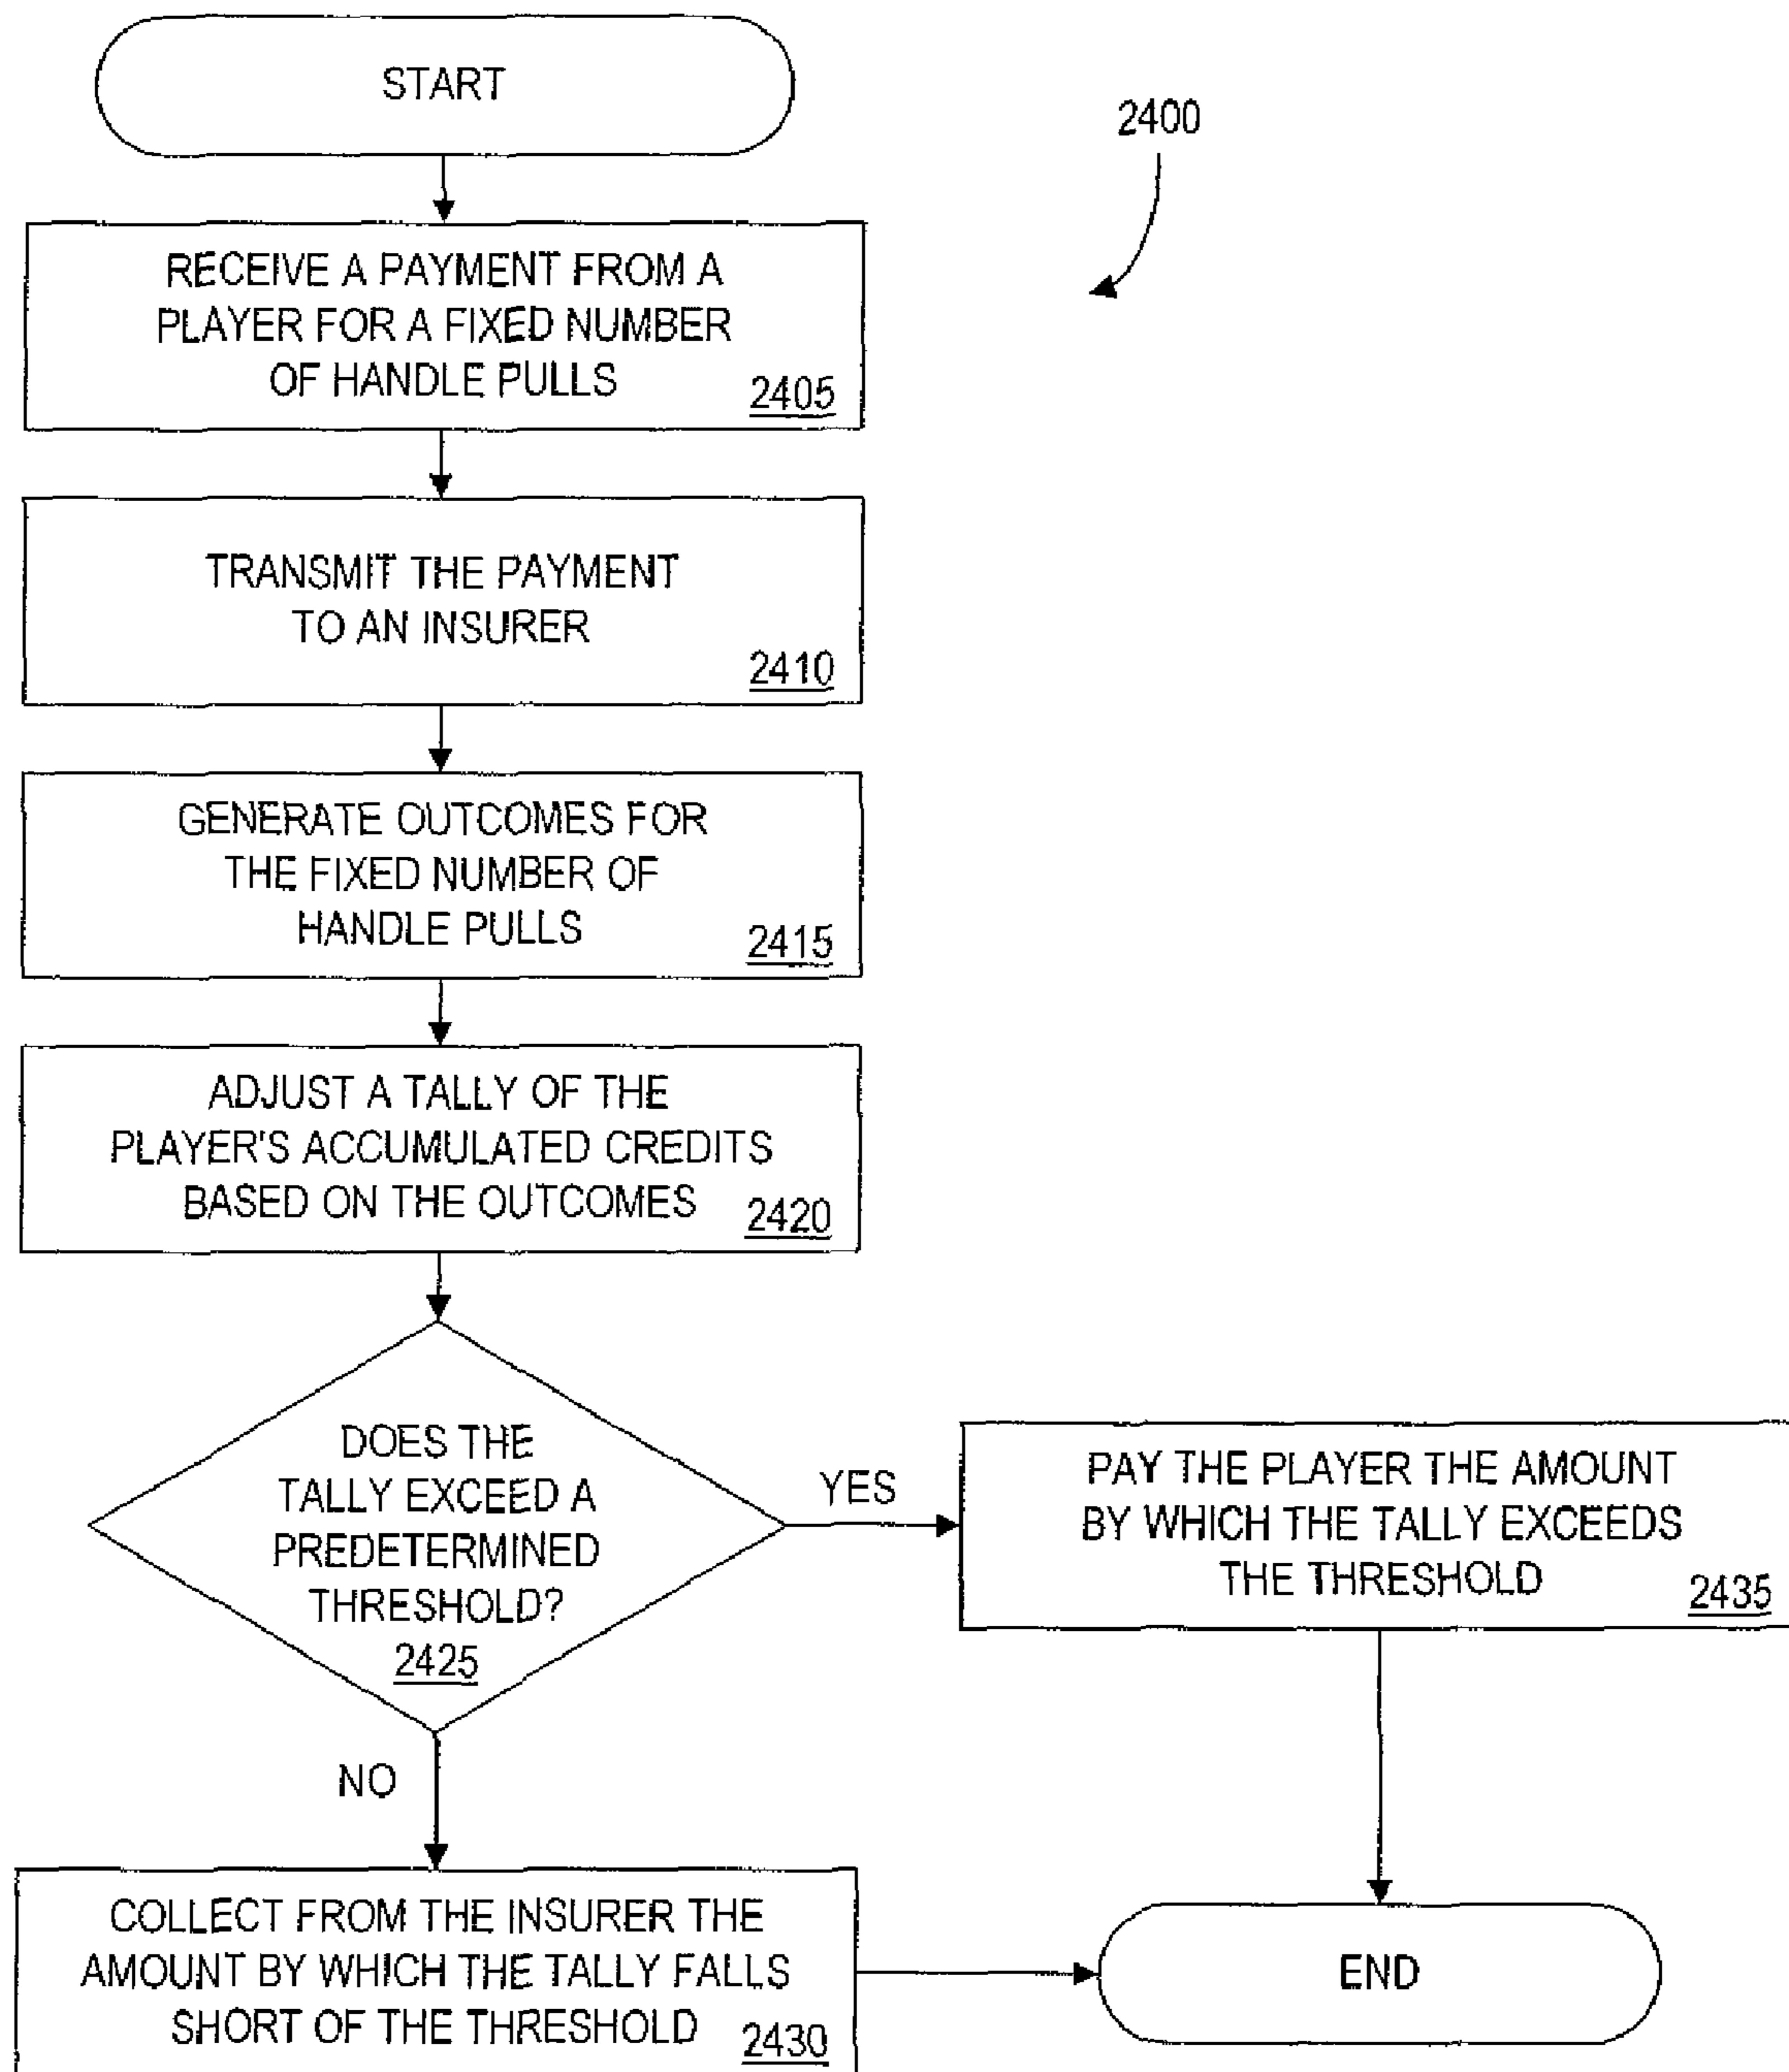 START
2400
RECEIVE A PAYMENT FROM A
PLAYER FOR A FIXED NUMBER
OF HANDLE PULLS
2405
TRANSMIT THE PAYMENT
TO AN INSURER
2410
GENERATE OUTCOMES FOR
THE FIXED NUMBER OF
HANDLE PULLS
2415
ADJUST A TALLY OF THE
PLAYER'S ACCUMULATED CREDITS
BASED ON THE OUTCOMES
2420
DOES THE
TALLY EXCEED A
PREDETERMINED
THRESHOLD?
2425
YES
PAY THE PLAYER THE AMOUNT
BY WHICH THE TALLY EXCEEDS
THE THRESHOLD
2435
NO
COLLECT FROM THE INSURER THE
AMOUNT BY WHICH THE TALLY FALLS
SHORT OF THE THRESHOLD
2430
END